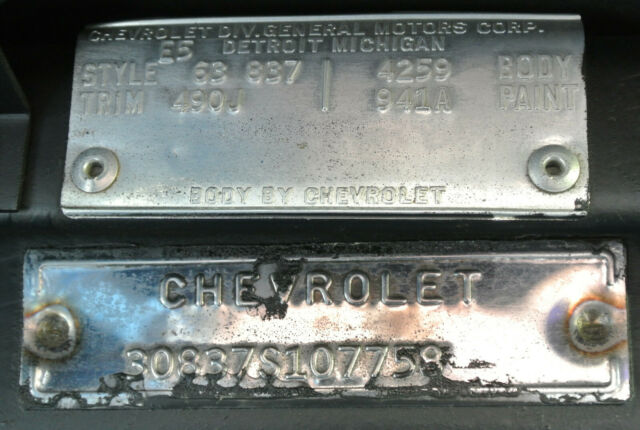 CHEVROLET DIV. GENERAL MOTORS CORP.
E5 DETROIT MICHIGAN
STYLE 63 837 4259 BODY
TRIM 490J 941A PAINT
BODY BY CHEVROLET
CHEVROLET
30837S107758